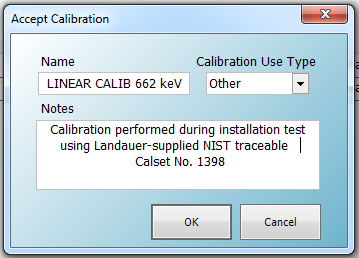 Accept Calibration
Name
Calibration Use Type
LINEAR CALIB 662 keV
Other
Notes
Calibration performed during installation test
using Landauer-supplied NIST traceable
Calset No. 1398
OK
Cancel